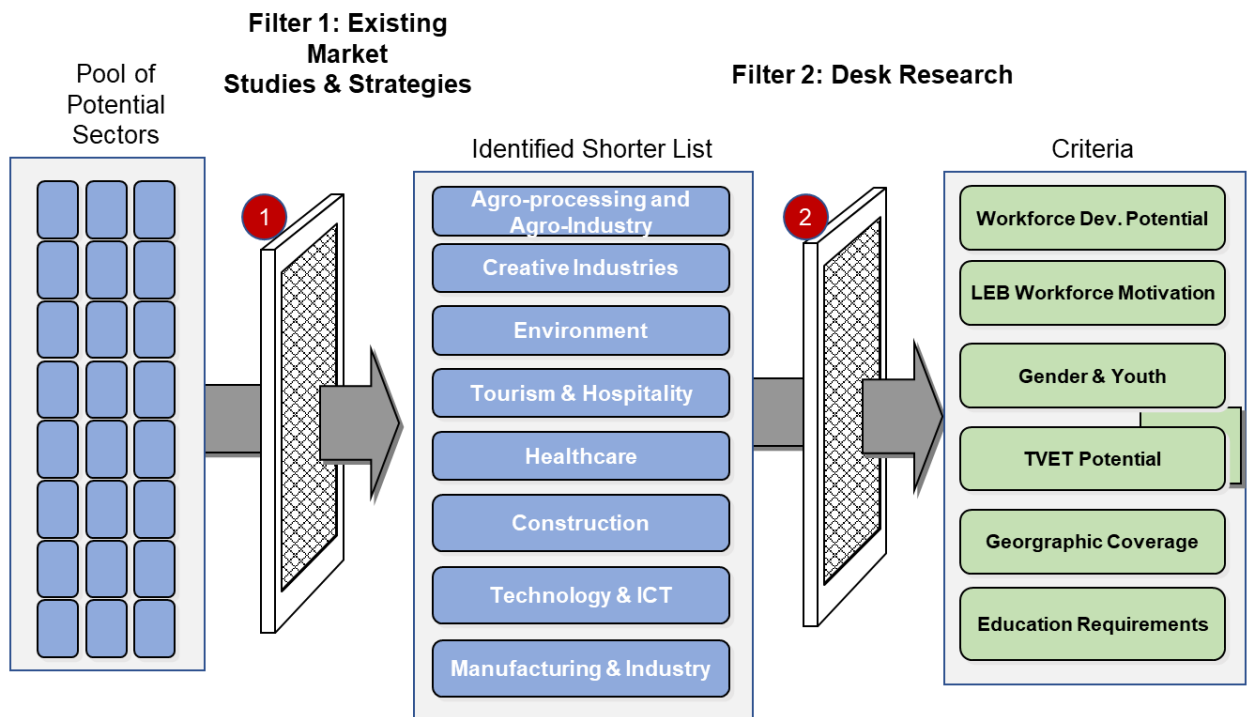 Filter 1: Existing
Market
Studies & Strategies
Pool of
Potential
Sectors
Filter 2: Desk Research
Identified Shorter List
Criteria
1
2
Agro-processing and
Agro-Industry
Creative Industries
Environment
Tourism & Hospitality
Healthcare
Construction
Technology & ICT
Manufacturing & Industry
Workforce Dev. Potential
LEB Workforce Motivation
Gender & Youth
TVET Potential
Georgraphic Coverage
Education Requirements